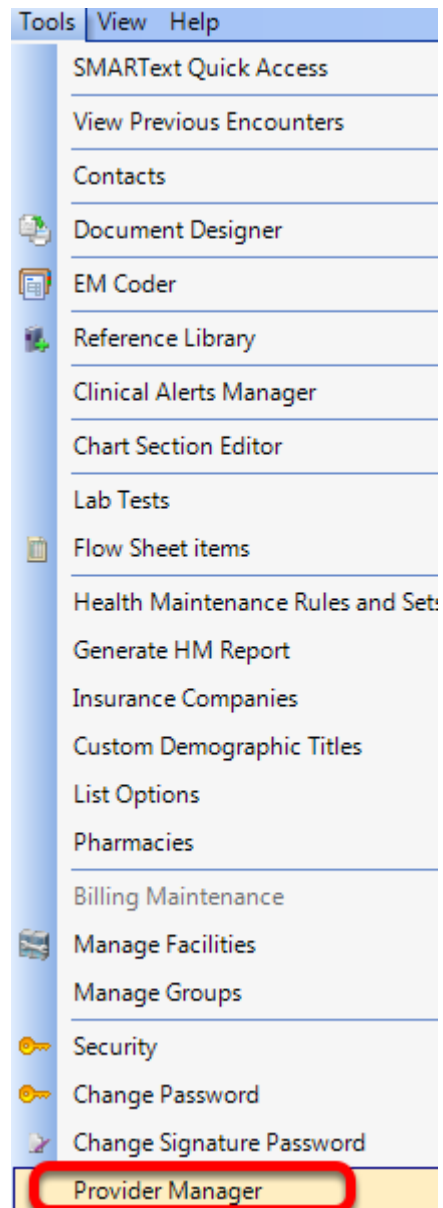 Tools View Help
SMARText Quick Access
View Previous Encounters
Contacts
Document Designer
EM Coder
Reference Library
Clinical Alerts Manager
Chart Section Editor
Lab Tests
Flow Sheet items
Health Maintenance Rules and Sets
Generate HM Report
Insurance Companies
Custom Demographic Titles
List Options
Pharmacies
Billing Maintenance
Manage Facilities
Manage Groups
Security
Change Password
Change Signature Password
Provider Manager